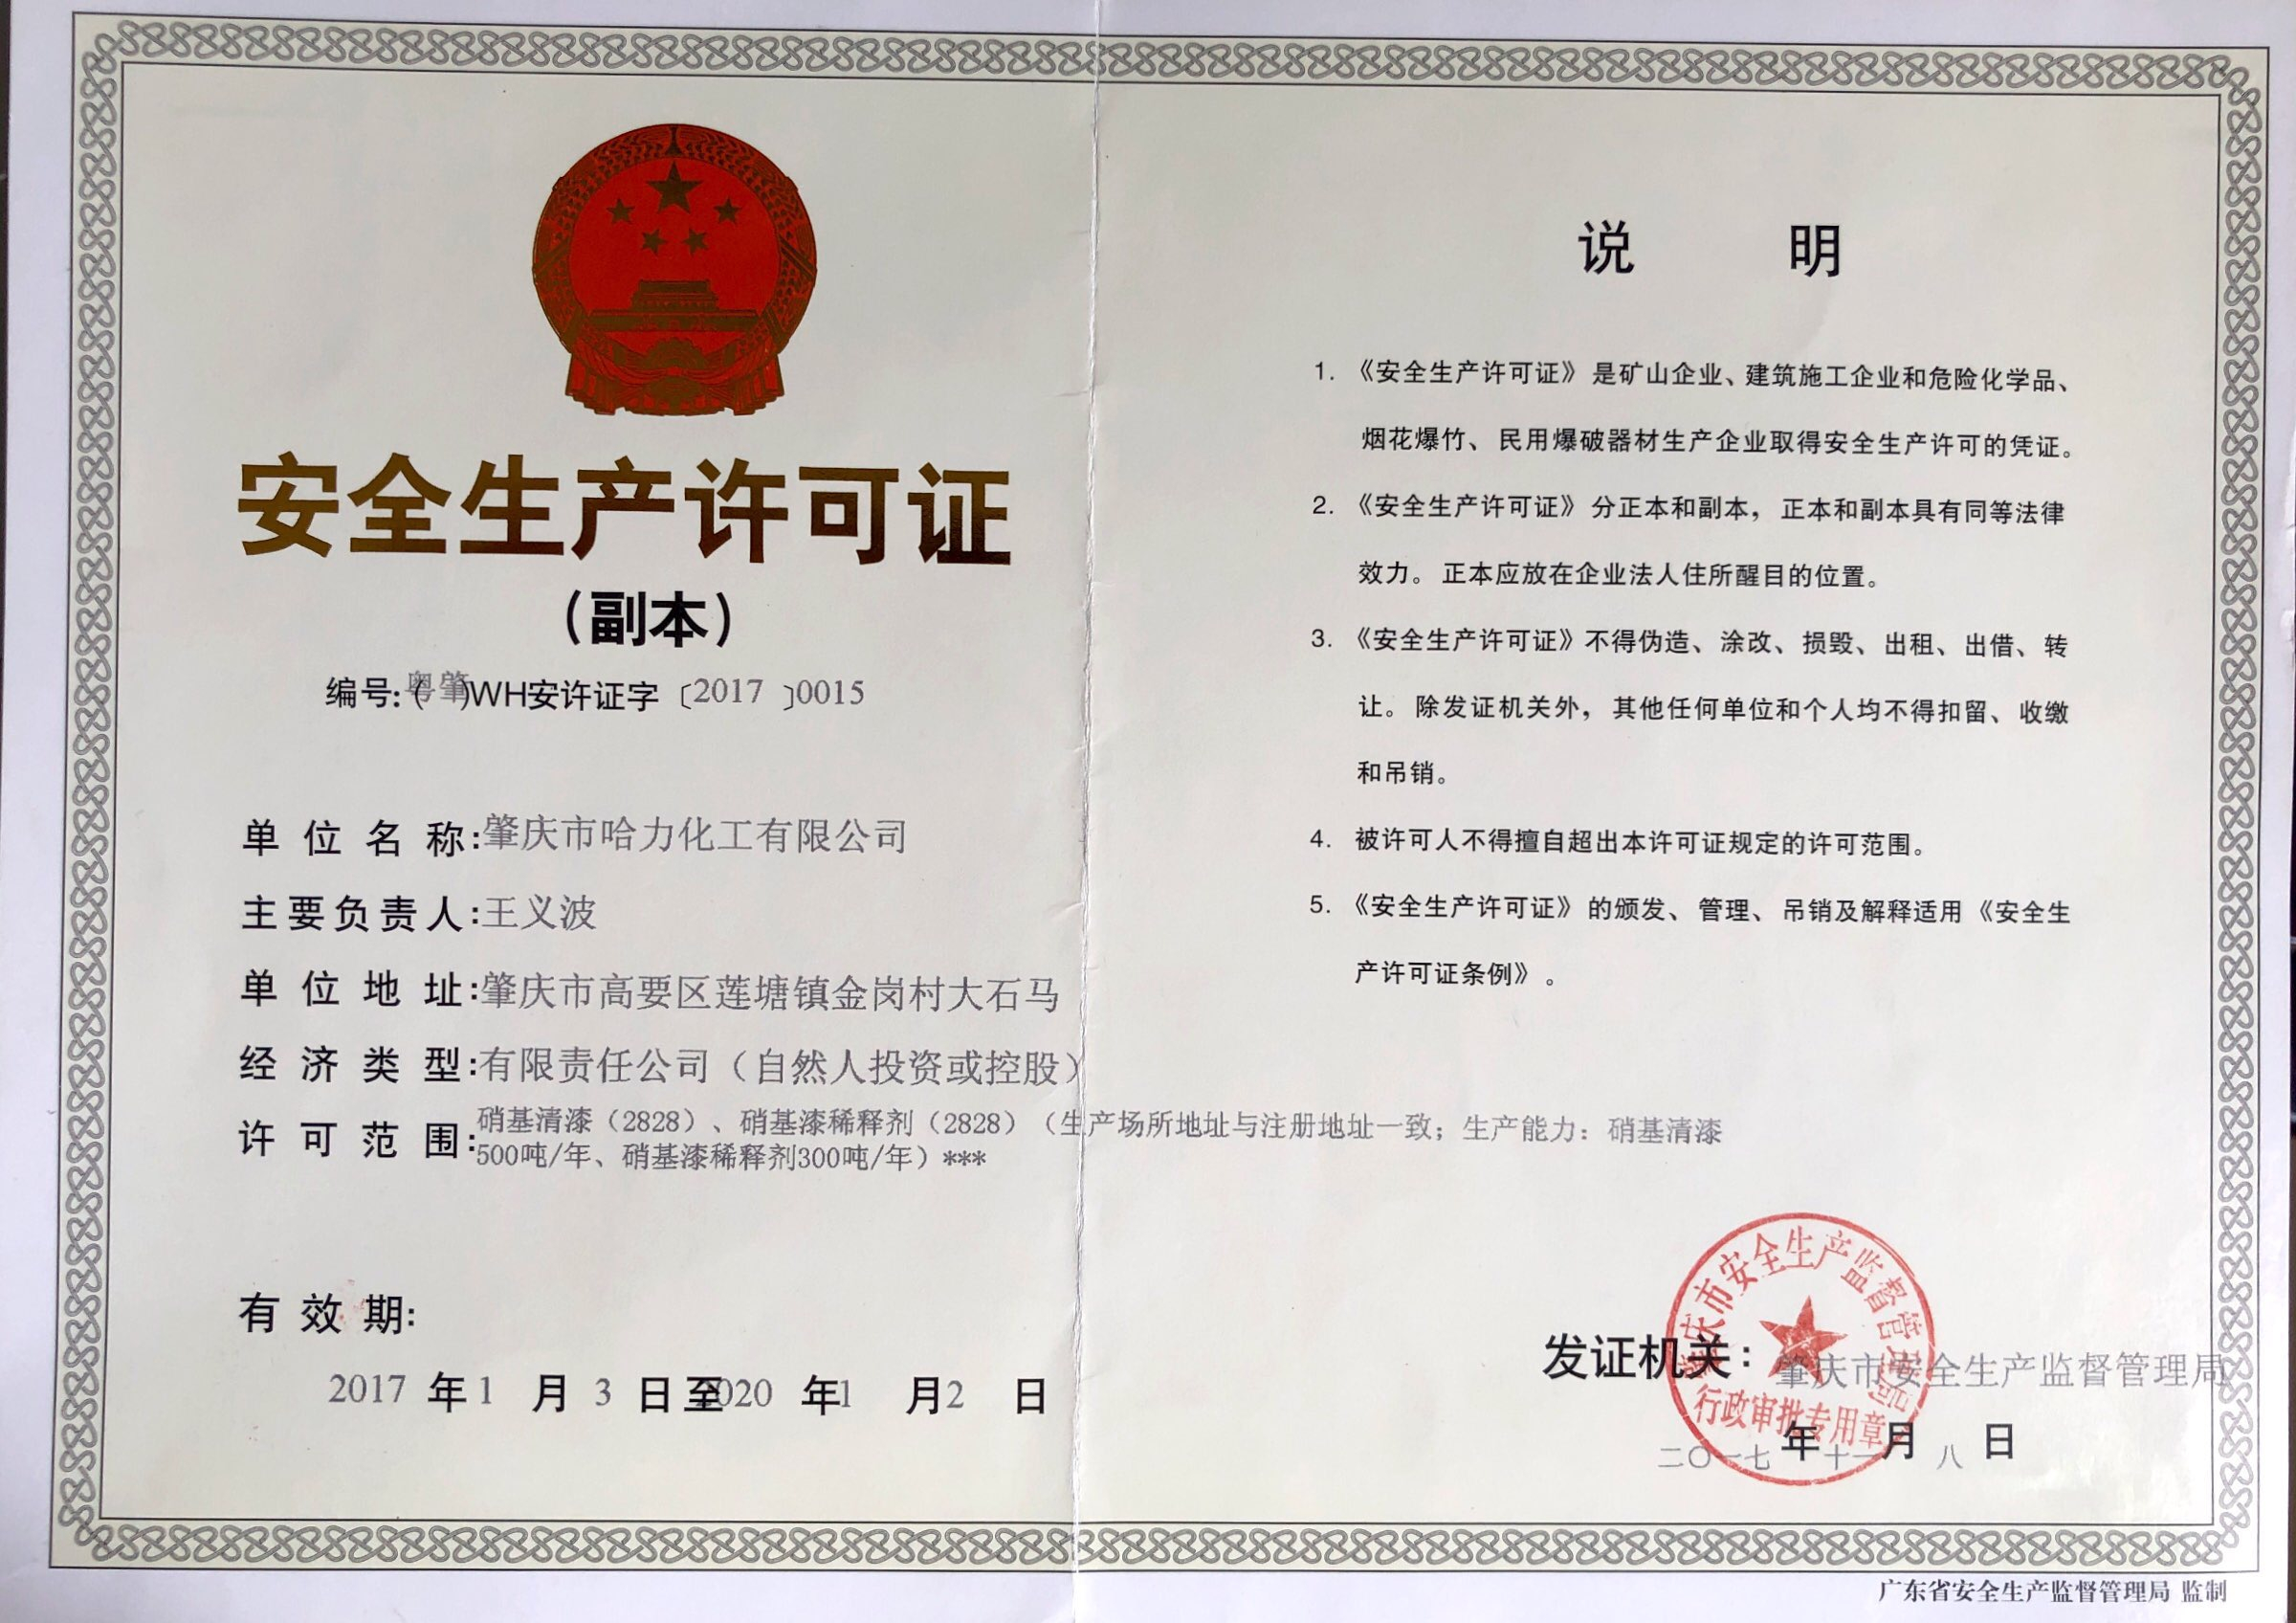 安全生产许可证
（副本）
编号:(粤肇)WH安许证字〔2017〕0015
单位名称:肇庆市哈力化工有限公司
主要负责人:王义波
单位地址:肇庆市高要区莲塘镇金岗村大石马
经济类型:有限责任公司（自然人投资或控股）
许可范围:硝基清漆（2828）、硝基漆稀释剂（2828）（生产场所地址与注册地址一致；生产能力：硝基清漆
500吨/年、硝基漆稀释剂300吨/年）***
有效期:
2017年1月3日至2020年1月2日
说明
1. 《安全生产许可证》是矿山企业、建筑施工企业和危险化学品、
烟花爆竹、民用爆破器材生产企业取得安全生产许可的凭证。
2. 《安全生产许可证》分正本和副本，正本和副本具有同等法律
效力。正本应放在企业法人住所醒目的位置。
3. 《安全生产许可证》不得伪造、涂改、损毁、出租、出借、转
让。除发证机关外，其他任何单位和个人均不得扣留、收缴
和吊销。
4. 被许可人不得擅自超出本许可证规定的许可范围。
5. 《安全生产许可证》的颁发、管理、吊销及解释适用《安全生
产许可证条例》。
发证机关：肇庆市安全生产监督管理局
二〇一七年十一月八日
肇庆市安全生产监督管理局
行政审批专用章
广东省安全生产监督管理局 监制